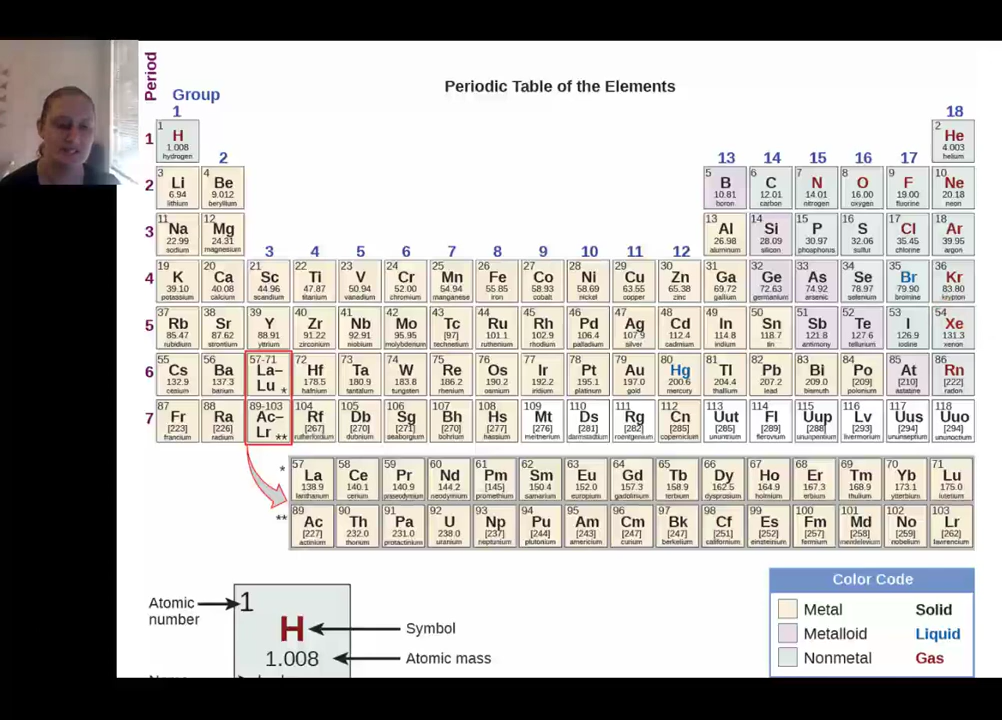 Periodic Table of the Elements
Period
Group
1 18
1 1 H 1.008 hydrogen 2 He 4.003 helium
2 13 14 15 16 17
2 3 Li 6.94 lithium 4 Be 9.012 beryllium 5 B 10.81 boron 6 C 12.01 carbon 7 N 14.01 nitrogen 8 O 16.00 oxygen 9 F 19.00 fluorine 10 Ne 20.18 neon
3 11 Na 22.99 sodium 12 Mg 24.31 magnesium 13 Al 26.98 aluminum 14 Si 28.09 silicon 15 P 30.97 phosphorus 16 S 32.06 sulfur 17 Cl 35.45 chlorine 18 Ar 39.95 argon
3 4 5 6 7 8 9 10 11 12
4 19 K 39.10 potassium 20 Ca 40.08 calcium 21 Sc 44.96 scandium 22 Ti 47.87 titanium 23 V 50.94 vanadium 24 Cr 52.00 chromium 25 Mn 54.94 manganese 26 Fe 55.85 iron 27 Co 58.93 cobalt 28 Ni 58.69 nickel 29 Cu 63.55 copper 30 Zn 65.38 zinc 31 Ga 69.72 gallium 32 Ge 72.63 germanium 33 As 74.92 arsenic 34 Se 78.97 selenium 35 Br 79.90 bromine 36 Kr 83.80 krypton
5 37 Rb 85.47 rubidium 38 Sr 87.62 strontium 39 Y 88.91 yttrium 40 Zr 91.22 zirconium 41 Nb 92.91 niobium 42 Mo 95.95 molybdenum 43 Tc [97] technetium 44 Ru 101.1 ruthenium 45 Rh 102.9 rhodium 46 Pd 106.4 palladium 47 Ag 107.9 silver 48 Cd 112.4 cadmium 49 In 114.8 indium 50 Sn 118.7 tin 51 Sb 121.8 antimony 52 Te 127.6 tellurium 53 I 126.9 iodine 54 Xe 131.3 xenon
6 55 Cs 132.9 cesium 56 Ba 137.3 barium 57-71 La– Lu * 72 Hf 178.5 hafnium 73 Ta 180.9 tantalum 74 W 183.8 tungsten 75 Re 186.2 rhenium 76 Os 190.2 osmium 77 Ir 192.2 iridium 78 Pt 195.1 platinum 79 Au 197.0 gold 80 Hg 200.6 mercury 81 Tl 204.4 thallium 82 Pb 207.2 lead 83 Bi 209.0 bismuth 84 Po [209] polonium 85 At [210] astatine 86 Rn [222] radon
7 87 Fr [223] francium 88 Ra [226] radium 89-103 Ac– Lr ** 104 Rf [267] rutherfordium 105 Db [270] dubnium 106 Sg [271] seaborgium 107 Bh [270] bohrium 108 Hs [277] hassium 109 Mt [276] meitnerium 110 Ds [281] darmstadtium 111 Rg [282] roentgenium 112 Cn [285] copernicium 113 Uut [285] ununtrium 114 Fl [289] flerovium 115 Uup [288] ununpentium 116 Lv [293] livermorium 117 Uus [294] ununseptium 118 Uuo [294] ununoctium
* 57 La 138.9 lanthanum 58 Ce 140.1 cerium 59 Pr 140.9 praseodymium 60 Nd 144.2 neodymium 61 Pm [145] promethium 62 Sm 150.4 samarium 63 Eu 152.0 europium 64 Gd 157.3 gadolinium 65 Tb 158.9 terbium 66 Dy 162.5 dysprosium 67 Ho 164.9 holmium 68 Er 167.3 erbium 69 Tm 168.9 thulium 70 Yb 173.1 ytterbium 71 Lu 175.0 lutetium
** 89 Ac [227] actinium 90 Th 232.0 thorium 91 Pa 231.0 protactinium 92 U 238.0 uranium 93 Np [237] neptunium 94 Pu [244] plutonium 95 Am [243] americium 96 Cm [247] curium 97 Bk [247] berkelium 98 Cf [251] californium 99 Es [252] einsteinium 100 Fm [257] fermium 101 Md [258] mendelevium 102 No [259] nobelium 103 Lr [262] lawrencium
Atomic number
1
H
Symbol
1.008
Atomic mass
Color Code
Metal Solid
Metalloid Liquid
Nonmetal Gas